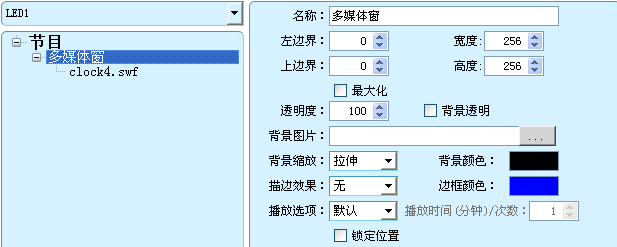 LED1
节目
多媒体窗
clock4.swf
名称： 多媒体窗
左边界： 0 宽度： 256
上边界： 0 高度： 256
最大化
透明度： 100 背景透明
背景图片： ...
背景缩放： 拉伸 背景颜色：
描边效果： 无 边框颜色：
播放选项： 默认 播放时间(分钟)/次数： 1
锁定位置